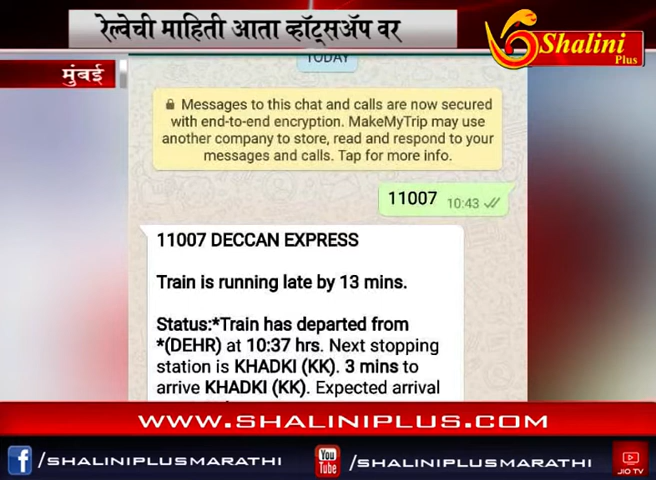 रेल्वेची माहिती आता व्हॉट्सॲप वर
Shalini
Plus
मुंबई
TODAY
Messages to this chat and calls are now secured
with end-to-end encryption. MakeMyTrip may use
another company to store, read and respond to your
messages and calls. Tap for more info.
11007 10:43
11007 DECCAN EXPRESS
Train is running late by 13 mins.
Status:*Train has departed from
*(DEHR) at 10:37 hrs. Next stopping
station is KHADKI (KK). 3 mins to
arrive KHADKI (KK). Expected arrival
WWW.SHALINIPLUS.COM
f /SHALINIPLUSMARATHI
You Tube /SHALINIPLUSMARATHI
JIO TV